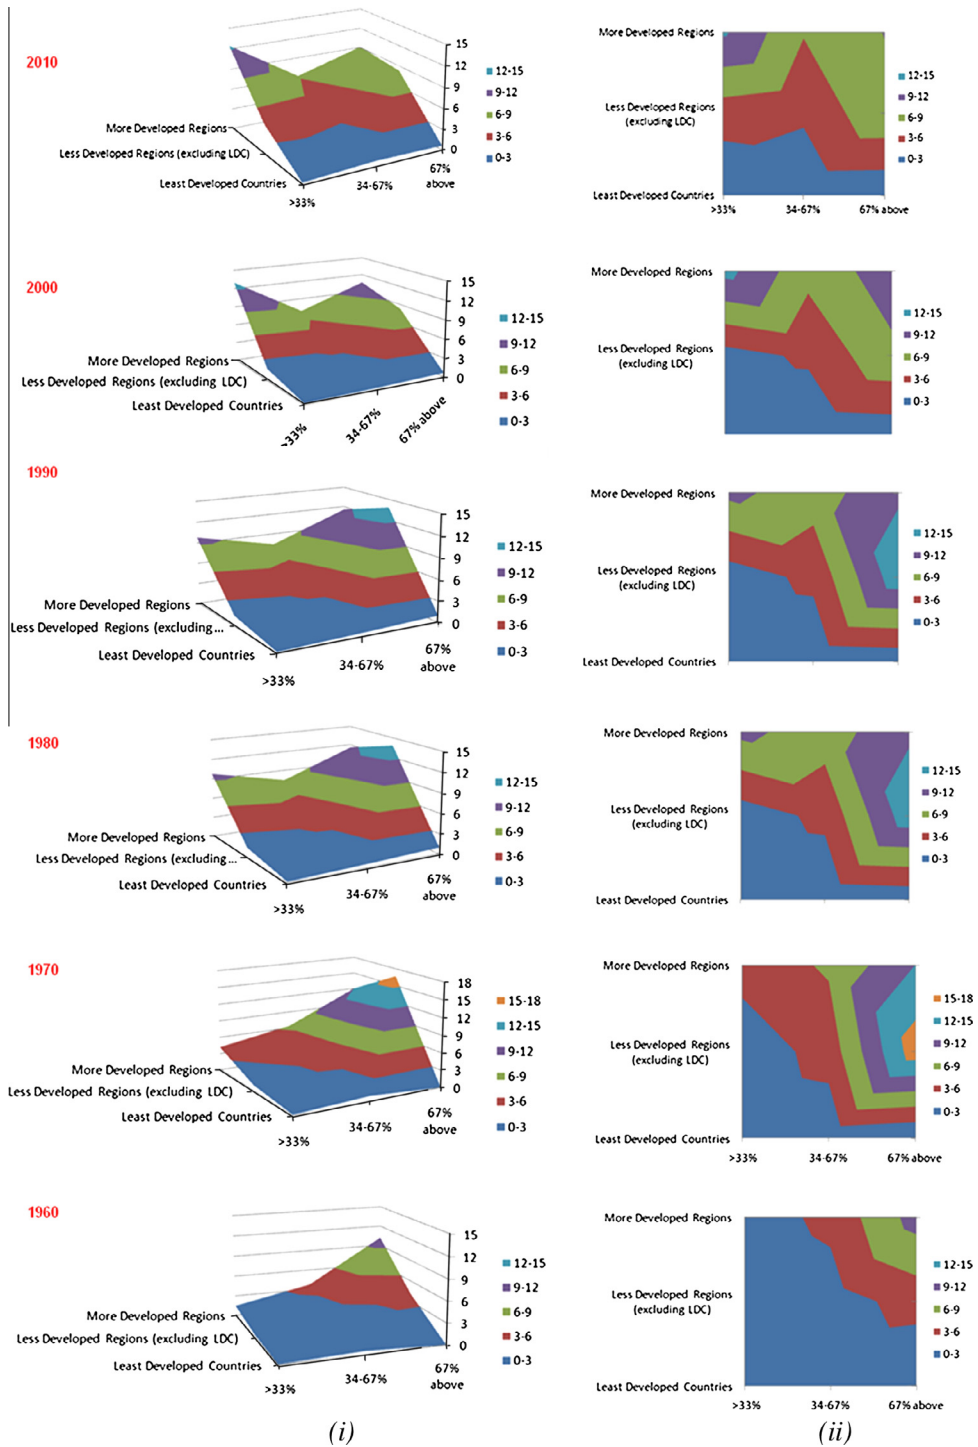 2010
15
12
9
6
3
0
12-15
9-12
6-9
3-6
0-3
More Developed Regions
Less Developed Regions (excluding LDC)
Least Developed Countries
>33%
34-67%
67%
above
More Developed Regions
Less Developed Regions
(excluding LDC)
Least Developed Countries
>33%
34-67%
67% above
12-15
9-12
6-9
3-6
0-3
2000
15
12
9
6
3
0
12-15
9-12
6-9
3-6
0-3
More Developed Regions
Less Developed Regions (excluding LDC)
Least Developed Countries
>33%
34-67%
67% above
More Developed Regions
Less Developed Regions
(excluding LDC)
12-15
9-12
6-9
3-6
0-3
1990
15
12
9
6
3
0
12-15
9-12
6-9
3-6
0-3
More Developed Regions
Less Developed Regions (excluding...
Least Developed Countries
>33%
34-67%
67%
above
More Developed Regions
Less Developed Regions
(excluding LDC)
Least Developed Countries
12-15
9-12
6-9
3-6
0-3
1980
15
12
9
6
3
0
12-15
9-12
6-9
3-6
0-3
More Developed Regions
Less Developed Regions (excluding...
Least Developed Countries
>33%
34-67%
67%
above
More Developed Regions
Less Developed Regions
(excluding LDC)
Least Developed Countries
12-15
9-12
6-9
3-6
0-3
1970
18
15
12
9
6
3
0
15-18
12-15
9-12
6-9
3-6
0-3
More Developed Regions
Less Developed Regions (excluding LDC)
Least Developed Countries
>33%
34-67%
67%
above
More Developed Regions
Less Developed Regions
(excluding LDC)
Least Developed Countries
>33%
34-67%
67% above
15-18
12-15
9-12
6-9
3-6
0-3
1960
15
12
9
6
3
0
12-15
9-12
6-9
3-6
0-3
More Developed Regions
Less Developed Regions (excluding LDC)
Least Developed Countries
>33%
34-67%
67%
above
More Developed Regions
Less Developed Regions
(excluding LDC)
Least Developed Countries
>33%
34-67%
67% above
12-15
9-12
6-9
3-6
0-3
(i)
(ii)